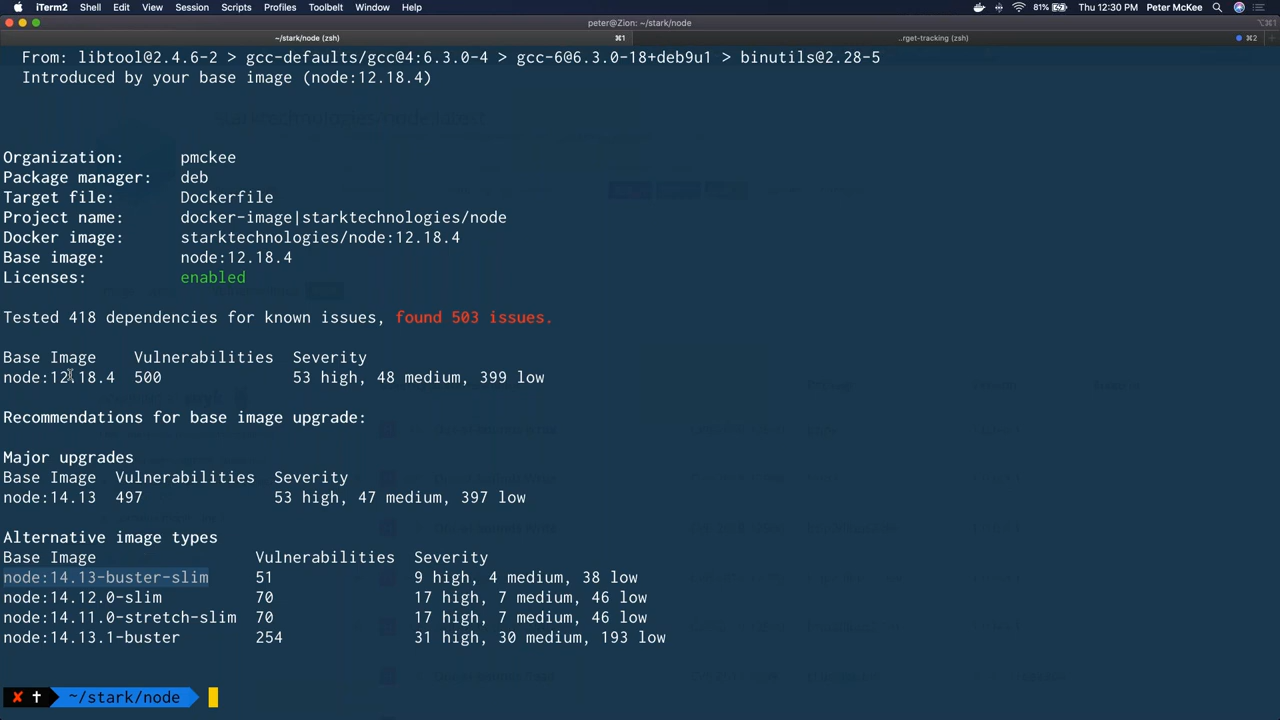 iTerm2 Shell Edit View Session Scripts Profiles Toolbelt Window Help 81% Thu 12:30 PM Peter McKee
peter@Zion: ~/stark/node
~/stark/node (zsh) ⌘1 ..rget-tracking (zsh) ⌘2
From: libtool@2.4.6-2 > gcc-defaults/gcc@4:6.3.0-4 > gcc-6@6.3.0-18+deb9u1 > binutils@2.28-5
Introduced by your base image (node:12.18.4)
Organization: pmckee
Package manager: deb
Target file: Dockerfile
Project name: docker-image|starktechnologies/node
Docker image: starktechnologies/node:12.18.4
Base image: node:12.18.4
Licenses: enabled
Tested 418 dependencies for known issues, found 503 issues.
Base Image Vulnerabilities Severity
node:12.18.4 500 53 high, 48 medium, 399 low
Recommendations for base image upgrade:
Major upgrades
Base Image Vulnerabilities Severity
node:14.13 497 53 high, 47 medium, 397 low
Alternative image types
Base Image Vulnerabilities Severity
node:14.13-buster-slim 51 9 high, 4 medium, 38 low
node:14.12.0-slim 70 17 high, 7 medium, 46 low
node:14.11.0-stretch-slim 70 17 high, 7 medium, 46 low
node:14.13.1-buster 254 31 high, 30 medium, 193 low
✘ ✝ ~/stark/node